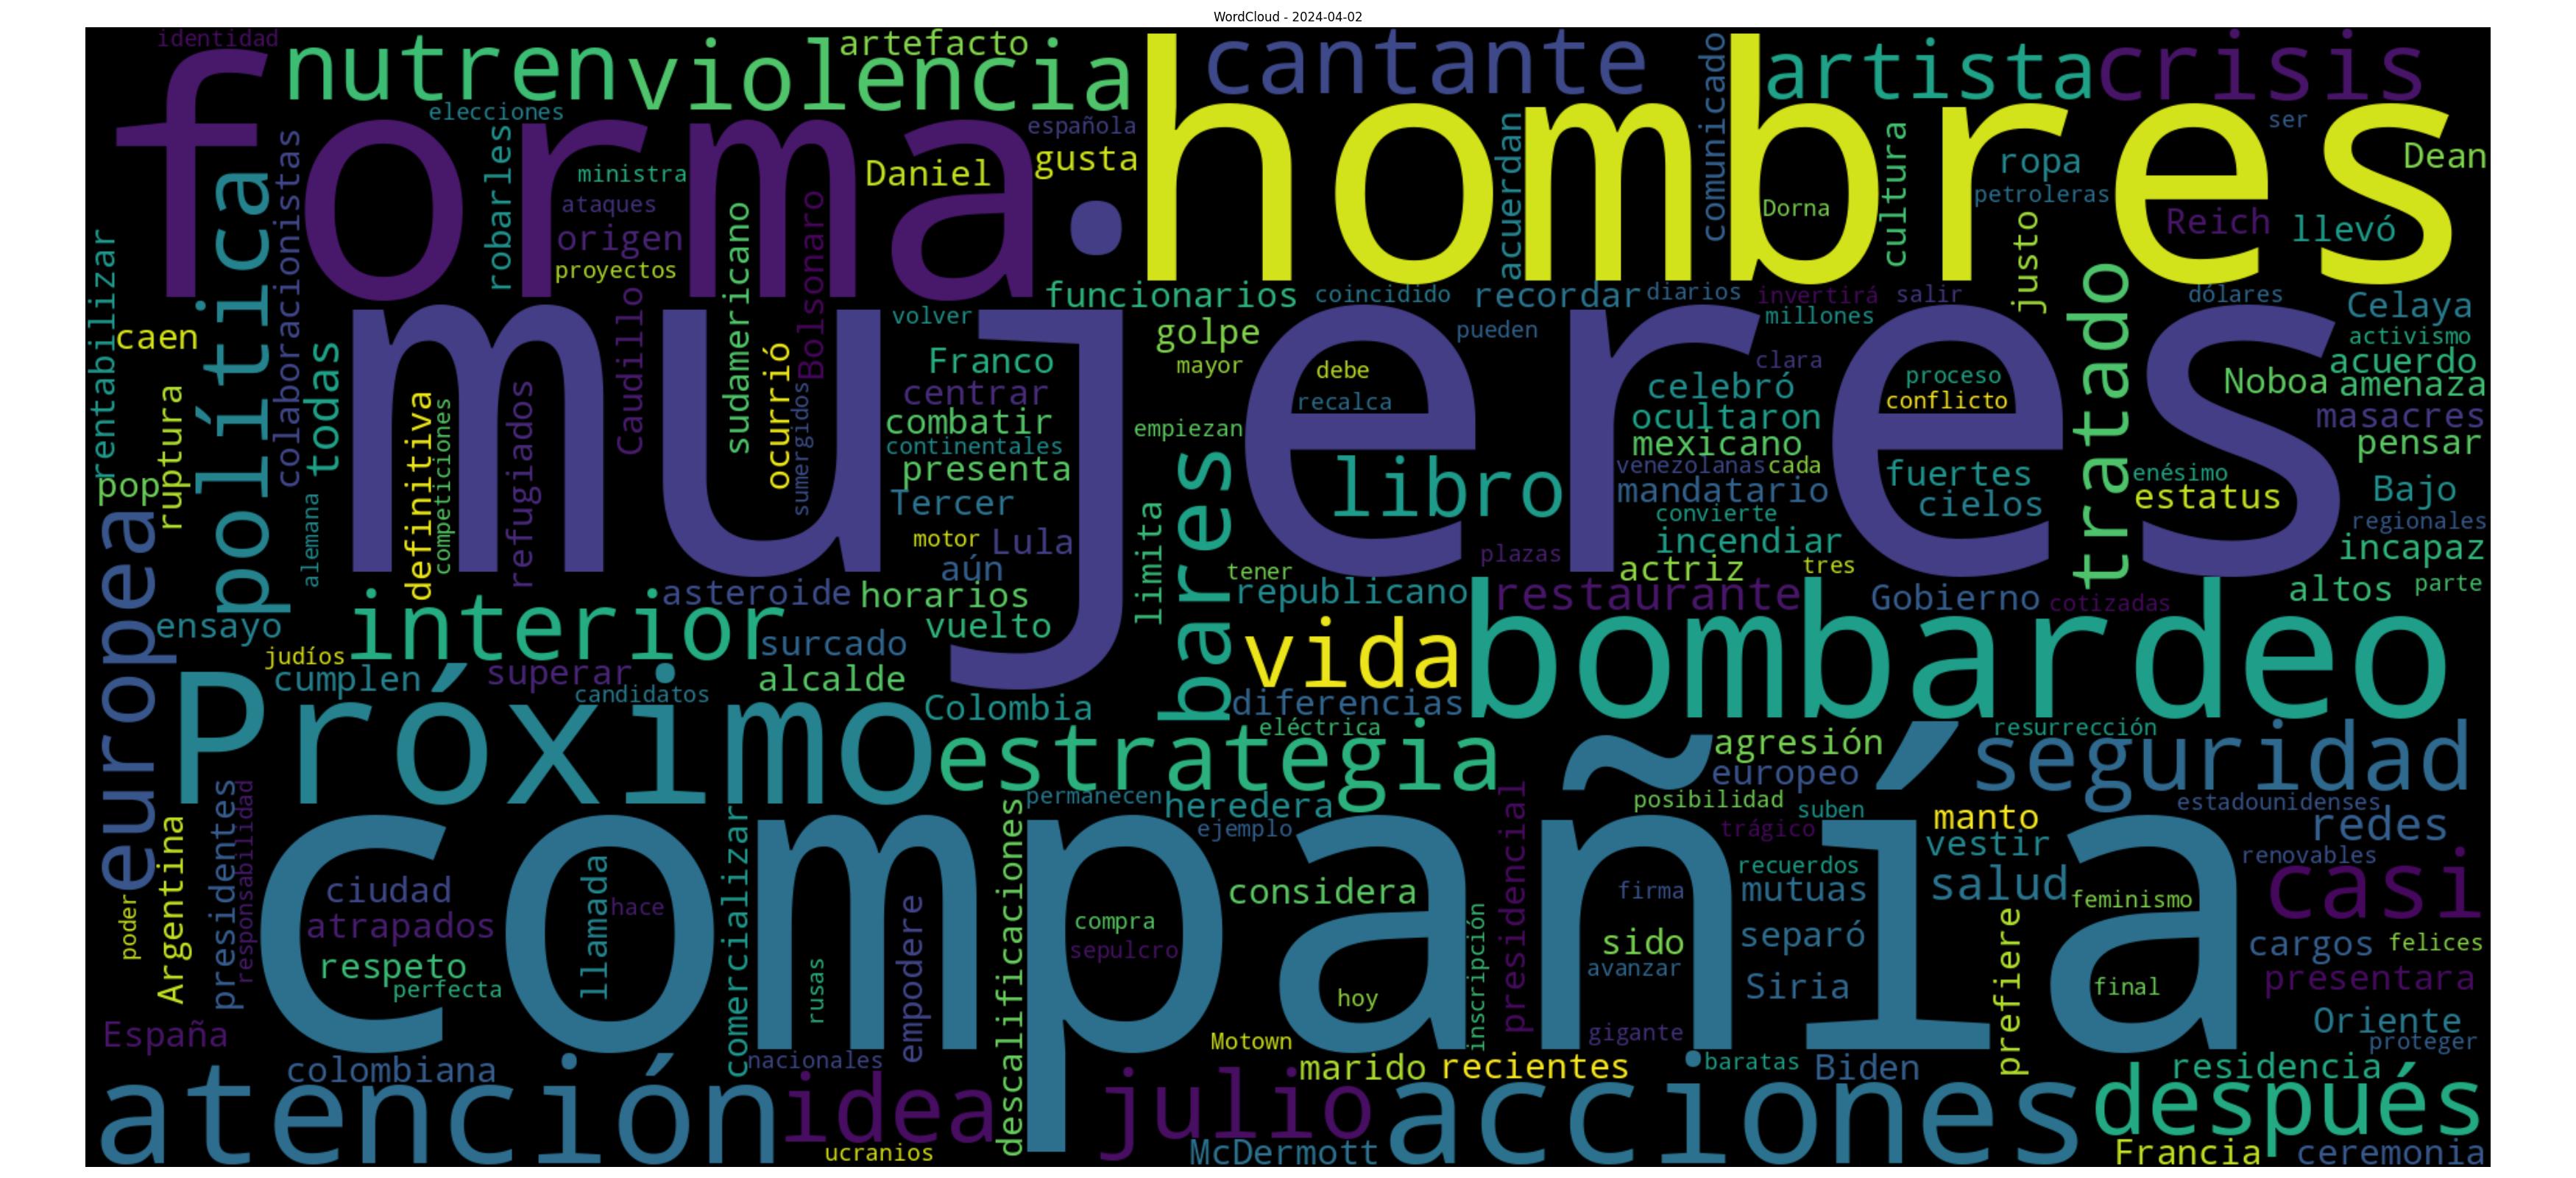 WordCloud - 2024-04-02
identidad
nutren
violencia
artefacto
cantante
comunicado
artista
crisis
elecciones
forma
hombres
española
ser
Dean
colaboracionistas
robarles
ministra
Daniel
gusta
acuerdan
cultura
ropa
petroleras
política
ataques
Dorna
origen
proyectos
sudamericano
Bolsonaro
justo
Reich
llevó
rentabilizar
Caudillo
funcionarios
coincidido
recordar
diarios
invertirá
salir
tratado
dólares
Celaya
caen
todas
mujeres
volver
golpe
pueden
millones
activismo
ocurrió
Franco
mayor
debe
clara
acuerdo
ruptura
definitiva
competiciones
refugiados
sumergidos
centrar
recalca
celebró
proceso
conflicto
Noboa
amenaza
combatir
ocultaron
masacres
continentales
empiezan
mexicano
pensar
pop
presenta
bares
libro
venezolanas
cada
fuertes
enésimo
alemana
Tercer
mandatario
cielos
estatus
Bajo
europea
motor
Lula
limita
convierte
regionales
aún
plazas
incendiar
incapaz
interior
asteroide
horarios
tener
republicano
actriz
tres
restaurante
Gobierno
cotizadas
altos
parte
ensayo
surcado
vuelto
vida
bombardeo
judíos
cumplen
superar
candidatos
alcalde
Próximo
Colombia
diferencias
estrategia
eléctrica
agresión
resurrección
seguridad
europeo
presidentes
responsabilidad
comercializar
descalificaciones
permanecen
heredera
presidencial
posibilidad
suben
manto
estadounidenses
redes
Argentina
compañía
ejemplo
trágico
vestir
renovables
poder
ciudad
llamada
hace
considera
recuerdos
mutuas
salud
casi
firma
feminismo
atrapados
empodere
compra
sepulcro
inscripción
sido
separó
prefiere
cargos
felices
respeto
perfecta
rusas
avanzar
hoy
Siria
final
presentara
España
Motown
gigante
Oriente
proteger
colombiana
nacionales
marido
recientes
baratas
Biden
residencia
atención
idea
julio
acciones
después
ucranios
McDermott
Francia
ceremonia